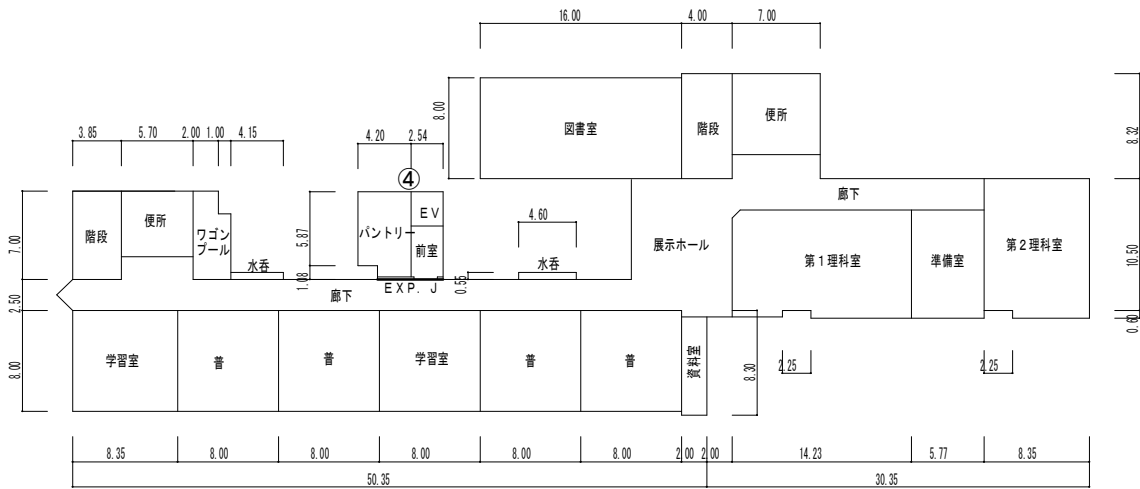 16.00 4.00 7.00
8.00
図書室
階段
便所
8.32
3.85 5.70 2.00 1.00 4.15
4.20 2.54
④
7.00
階段
便所
ワゴン
プール
水呑
5.87
1.08
パントリー
EV
前室
EXP.J
0.55
4.60
水呑
展示ホール
廊下
第1理科室
準備室
第2理科室
10.50
0.60
2.50
廊下
8.00
学習室
普
普
学習室
普
普
資料室
8.30
2.25
2.25
8.35 8.00 8.00 8.00 8.00 8.00 2.00 2.00 14.23 5.77 8.35
50.35 30.35